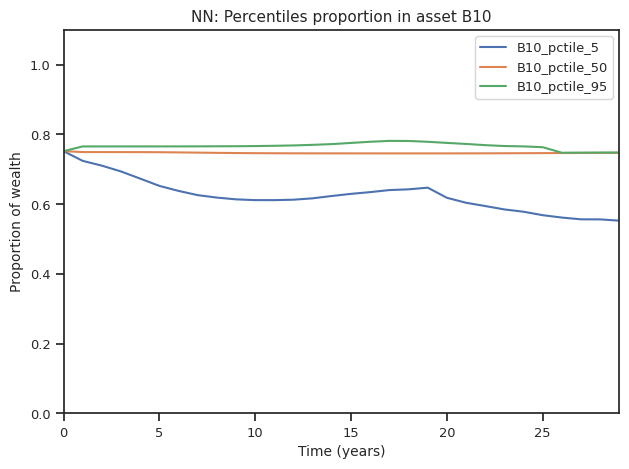 NN: Percentiles proportion in asset B10
B10_pctile_5
B10_pctile_50
B10_pctile_95
Proportion of wealth
1.0
0.8
0.6
0.4
0.2
0.0
0 5 10 15 20 25
Time (years)